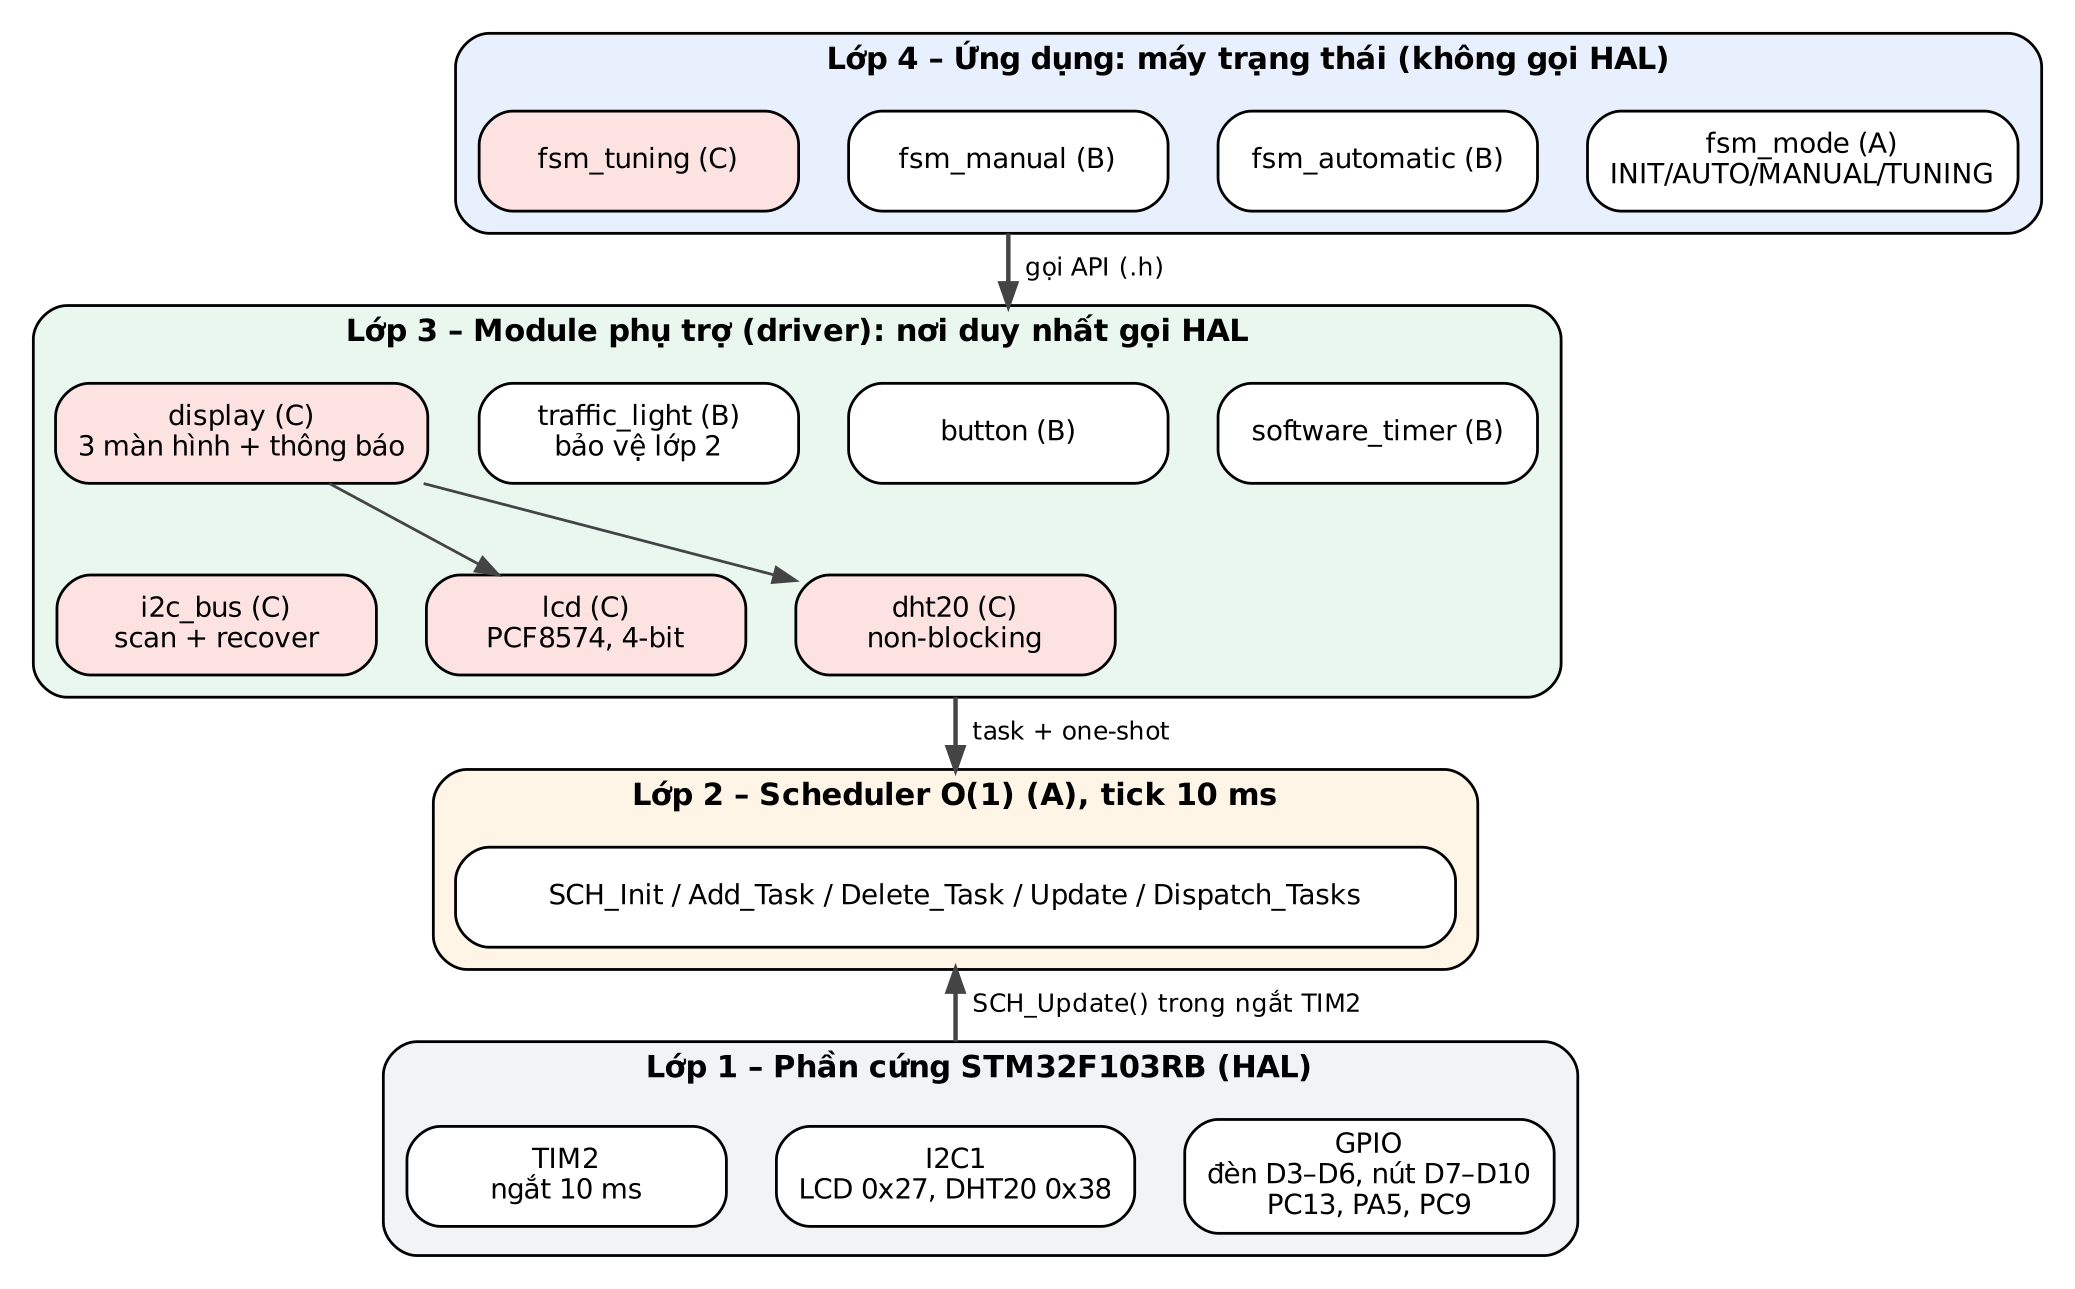 Lớp 4 – Ứng dụng: máy trạng thái (không gọi HAL)
fsm_tuning (C)
fsm_manual (B)
fsm_automatic (B)
fsm_mode (A)
INIT/AUTO/MANUAL/TUNING
gọi API (.h)
Lớp 3 – Module phụ trợ (driver): nơi duy nhất gọi HAL
display (C)
3 màn hình + thông báo
traffic_light (B)
bảo vệ lớp 2
button (B)
software_timer (B)
i2c_bus (C)
scan + recover
lcd (C)
PCF8574, 4-bit
dht20 (C)
non-blocking
task + one-shot
Lớp 2 – Scheduler O(1) (A), tick 10 ms
SCH_Init / Add_Task / Delete_Task / Update / Dispatch_Tasks
SCH_Update() trong ngắt TIM2
Lớp 1 – Phần cứng STM32F103RB (HAL)
TIM2
ngắt 10 ms
I2C1
LCD 0x27, DHT20 0x38
GPIO
đèn D3–D6, nút D7–D10
PC13, PA5, PC9